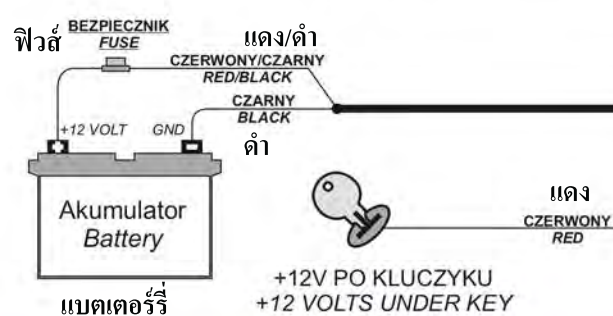 ฟิวส์
BEZPIECZNIK
FUSE
แดง/ดำ
CZERWONY/CZARNY
RED/BLACK
CZARNY
BLACK
ดำ
+12 VOLT
GND
Akumulator
Battery
แบตเตอร์รี่
แดง
CZERWONY
RED
+12V PO KLUCZYKU
+12 VOLTS UNDER KEY